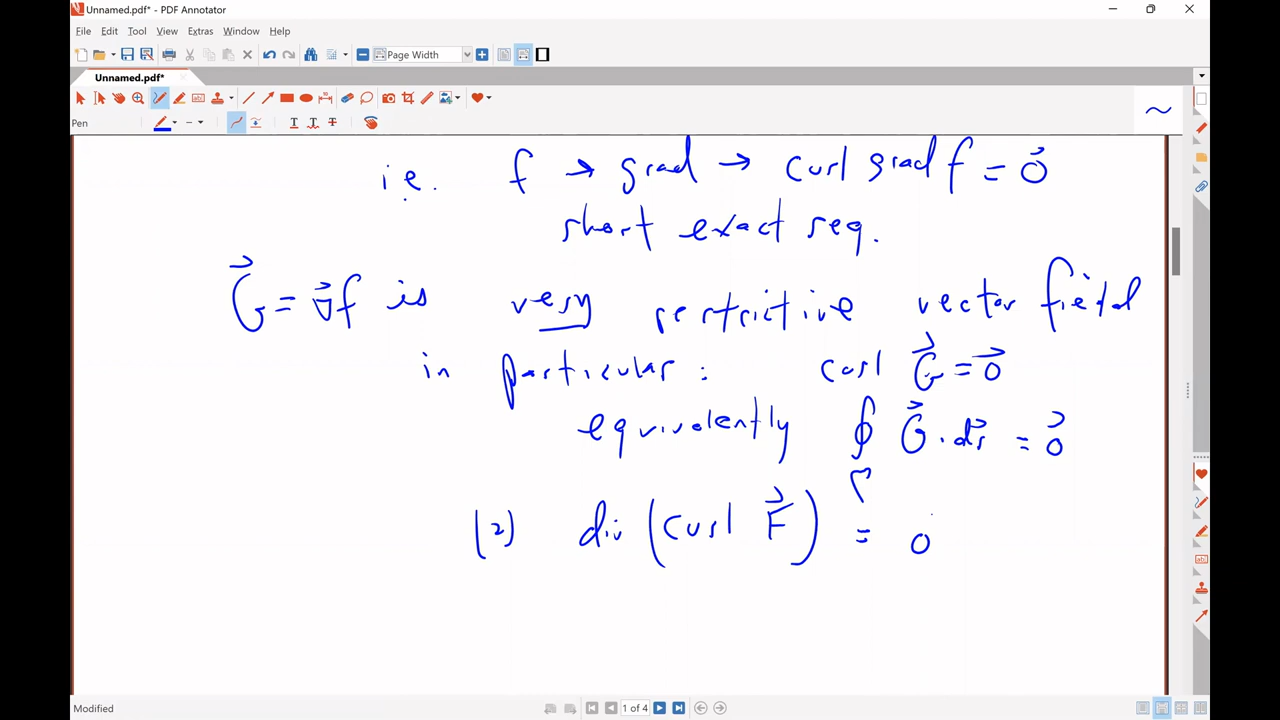 Unnamed.pdf* - PDF Annotator
File Edit Tool View Extras Window Help
Page Width
Unnamed.pdf*
Pen
i.e. f → grad → curl grad f = 0⃗
short exact seq.
G⃗ = ∇⃗f is very restrictive vector field
in particular : curl G⃗ = 0⃗
equivalently ∮ G⃗ · ds⃗ = 0⃗
Γ
(2) div (curl F⃗) = 0
Modified
1 of 4